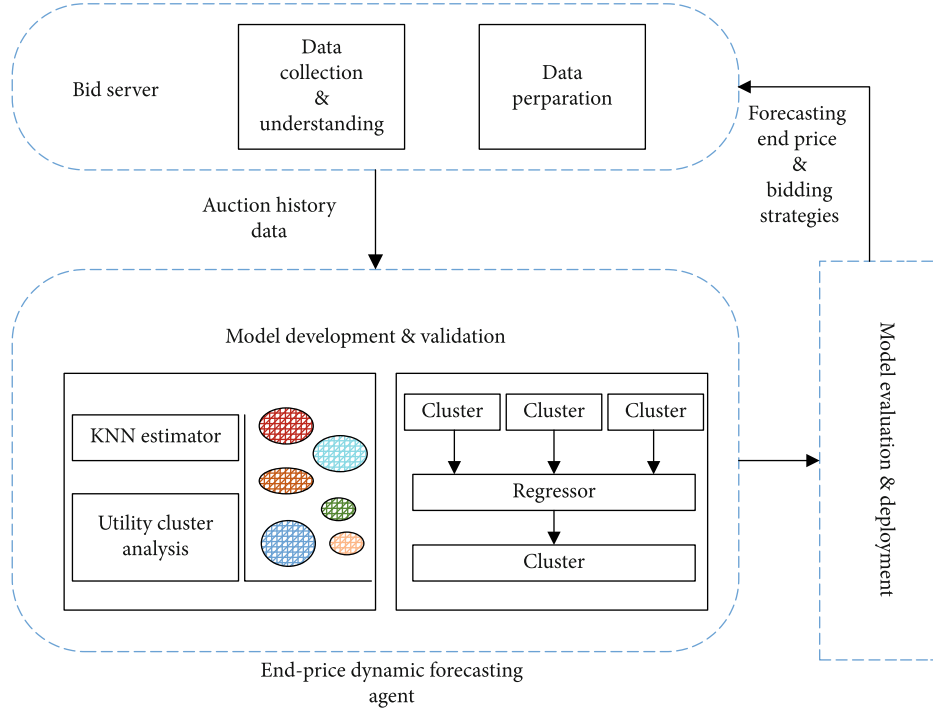 Bid server
Data
collection
&
understanding
Data
perparation
Forecasting
end price
&
bidding
strategies
Auction history
data
Model development & validation
KNN estimator
Utility cluster
analysis
Cluster
Cluster
Cluster
Regressor
Cluster
Model evaluation & deployment
End-price dynamic forecasting
agent